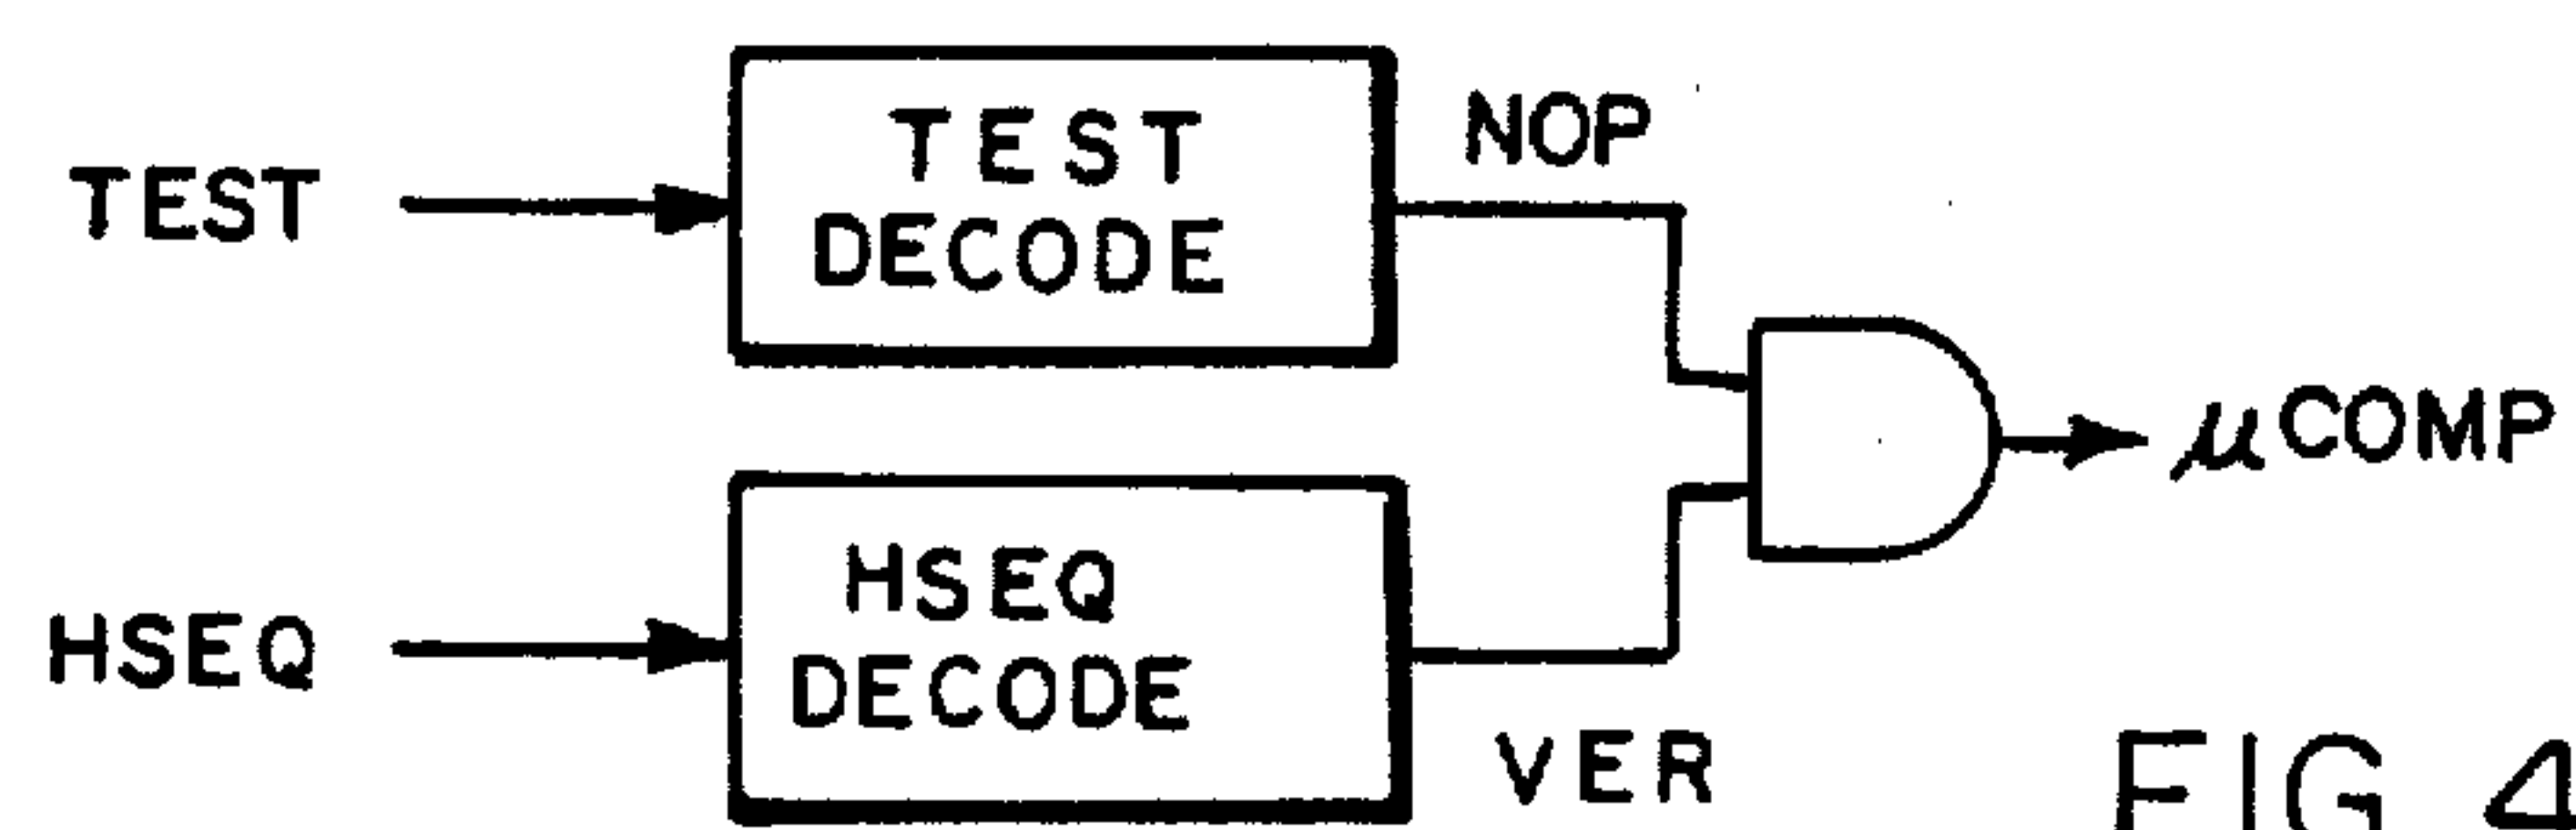 TEST
TEST
DECODE
NOP
μCOMP
HSEQ
HSEQ
DECODE
VER
FIG 4